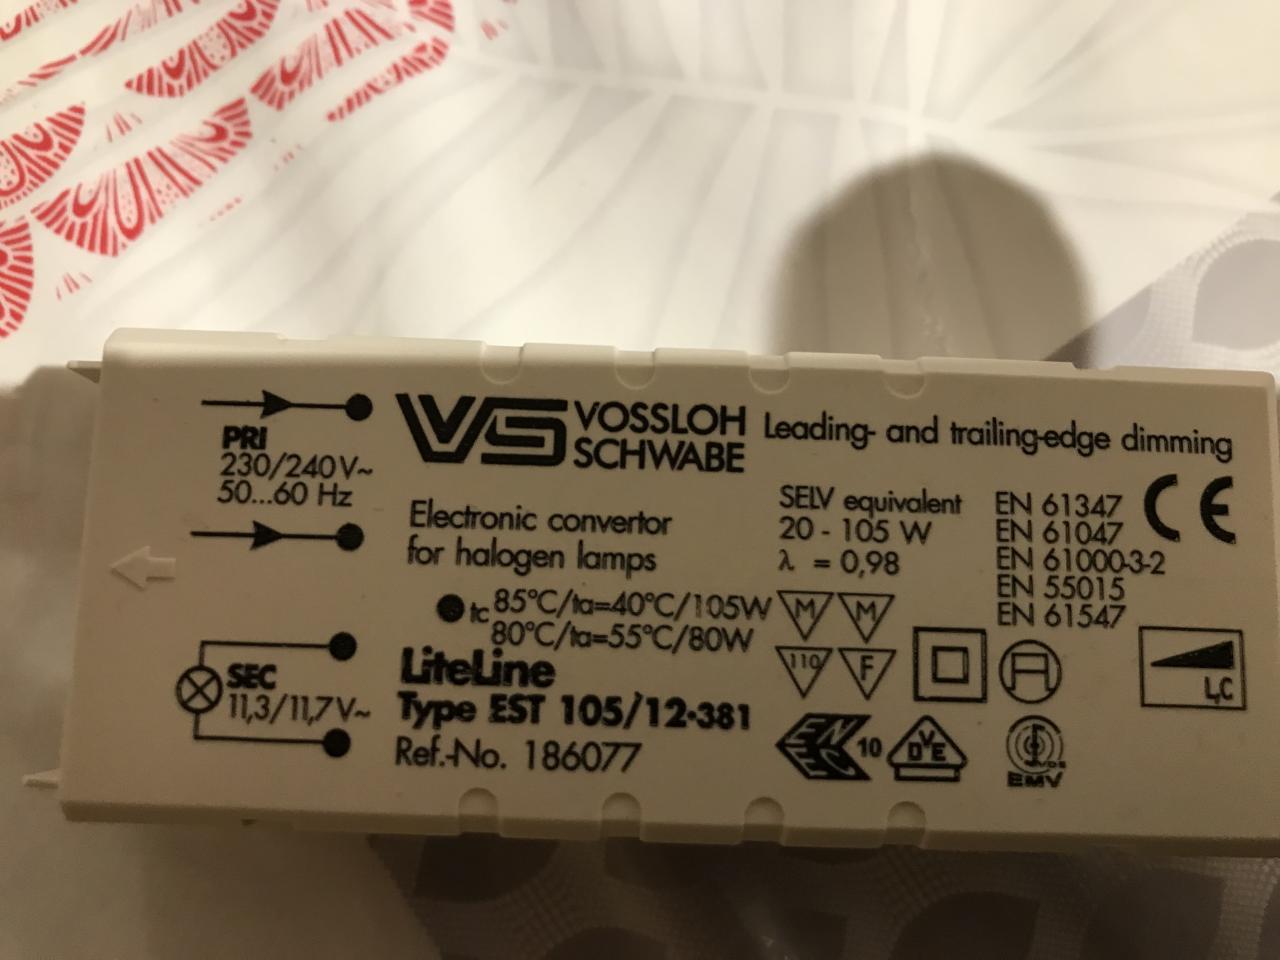 PRI
230/240V~
50...60 Hz
SEC
11,3/11,7V~
VS VOSSLOH
SCHWABE
Electronic convertor
for halogen lamps
tc 85°C/ta=40°C/105W
80°C/ta=55°C/80W
LiteLine
Type EST 105/12·381
Ref.-No. 186077
Leading- and trailing-edge dimming
SELV equivalent
20 - 105 W
λ = 0,98
EN 61347
EN 61047
EN 61000-3-2
EN 55015
EN 61547
CE
M M
110 F
L,C
ENEC 10
DVE
EMV